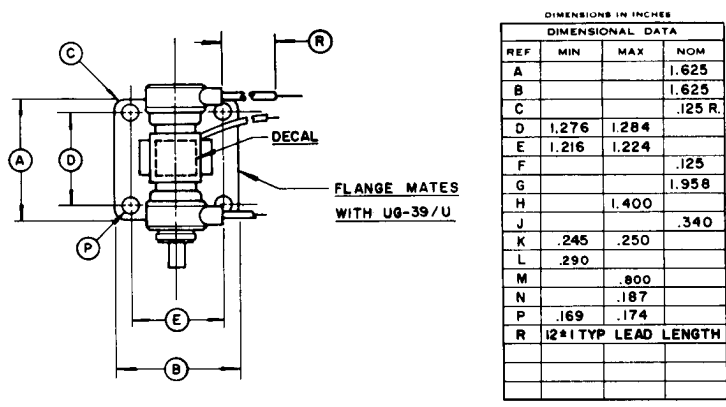 C
R
A
D
P
E
B
DECAL
FLANGE MATES
WITH UG-39/U
DIMENSIONS IN INCHES
DIMENSIONAL DATA
REF MIN MAX NOM
A 1.625
B 1.625
C .125 R.
D 1.276 1.284
E 1.216 1.224
F .125
G 1.958
H 1.400
J .340
K .245 .250
L .290
M .800
N .187
P .169 .174
R 12±1 TYP LEAD LENGTH